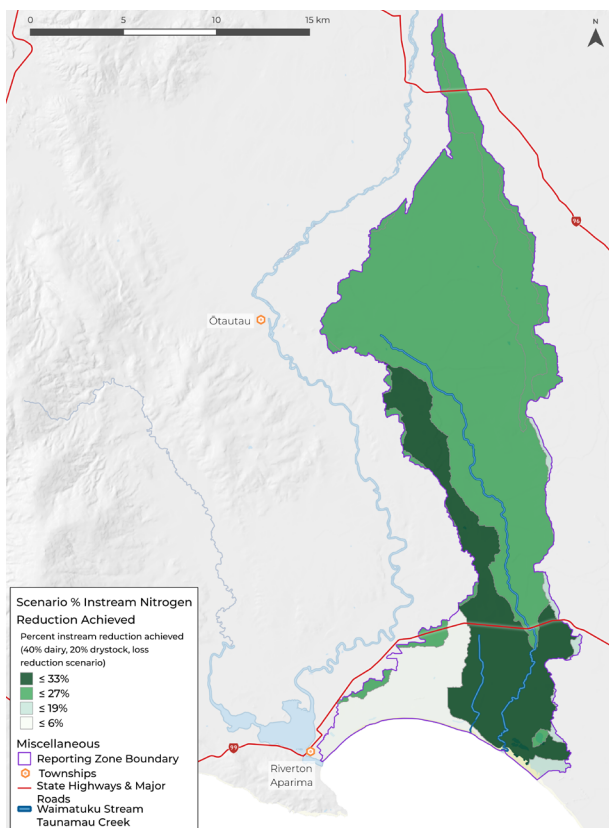 0 5 10 15 km
N
96
Ōtautau
Scenario % Instream Nitrogen
Reduction Achieved
Percent instream reduction achieved
(40% dairy, 20% drystock, loss
reduction scenario)
≤ 33%
≤ 27%
≤ 19%
≤ 6%
Miscellaneous
Reporting Zone Boundary
Townships
State Highways & Major
Roads
Waimatuku Stream
Taunamau Creek
99
Riverton
Aparima